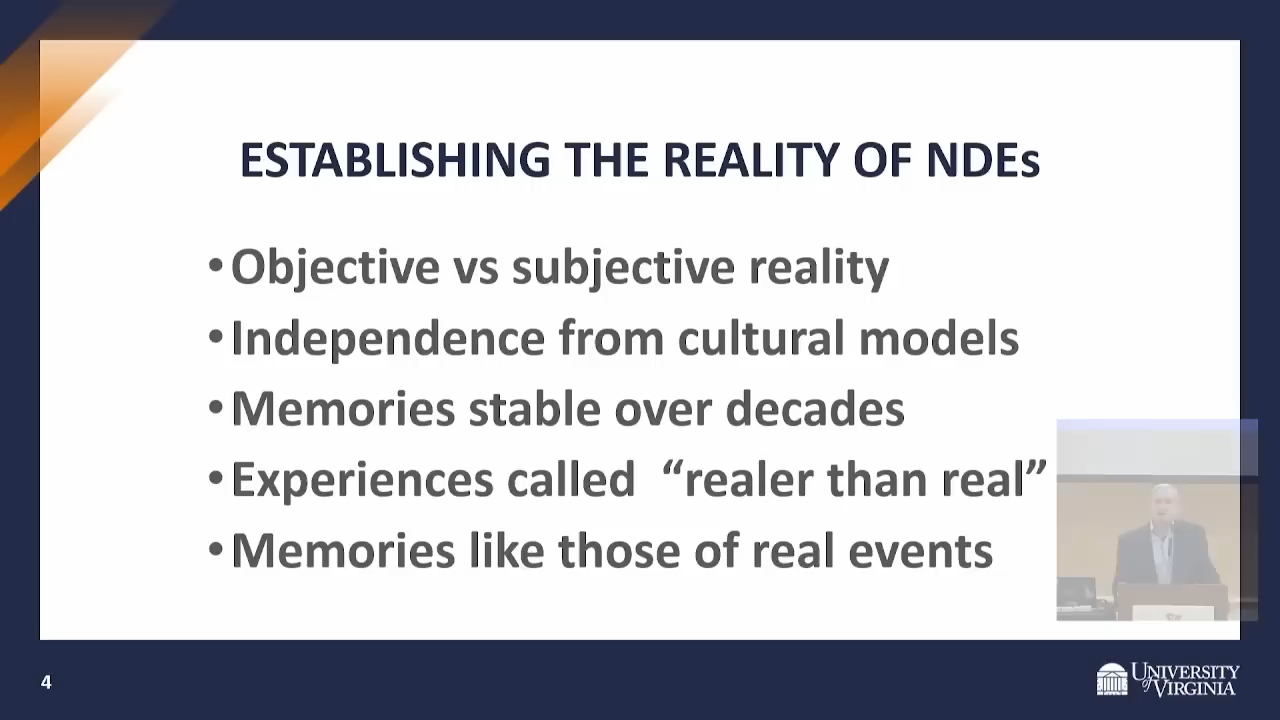 ESTABLISHING THE REALITY OF NDEs
•Objective vs subjective reality
•Independence from cultural models
•Memories stable over decades
•Experiences called “realer than real”
•Memories like those of real events
4
UNIVERSITY
of VIRGINIA